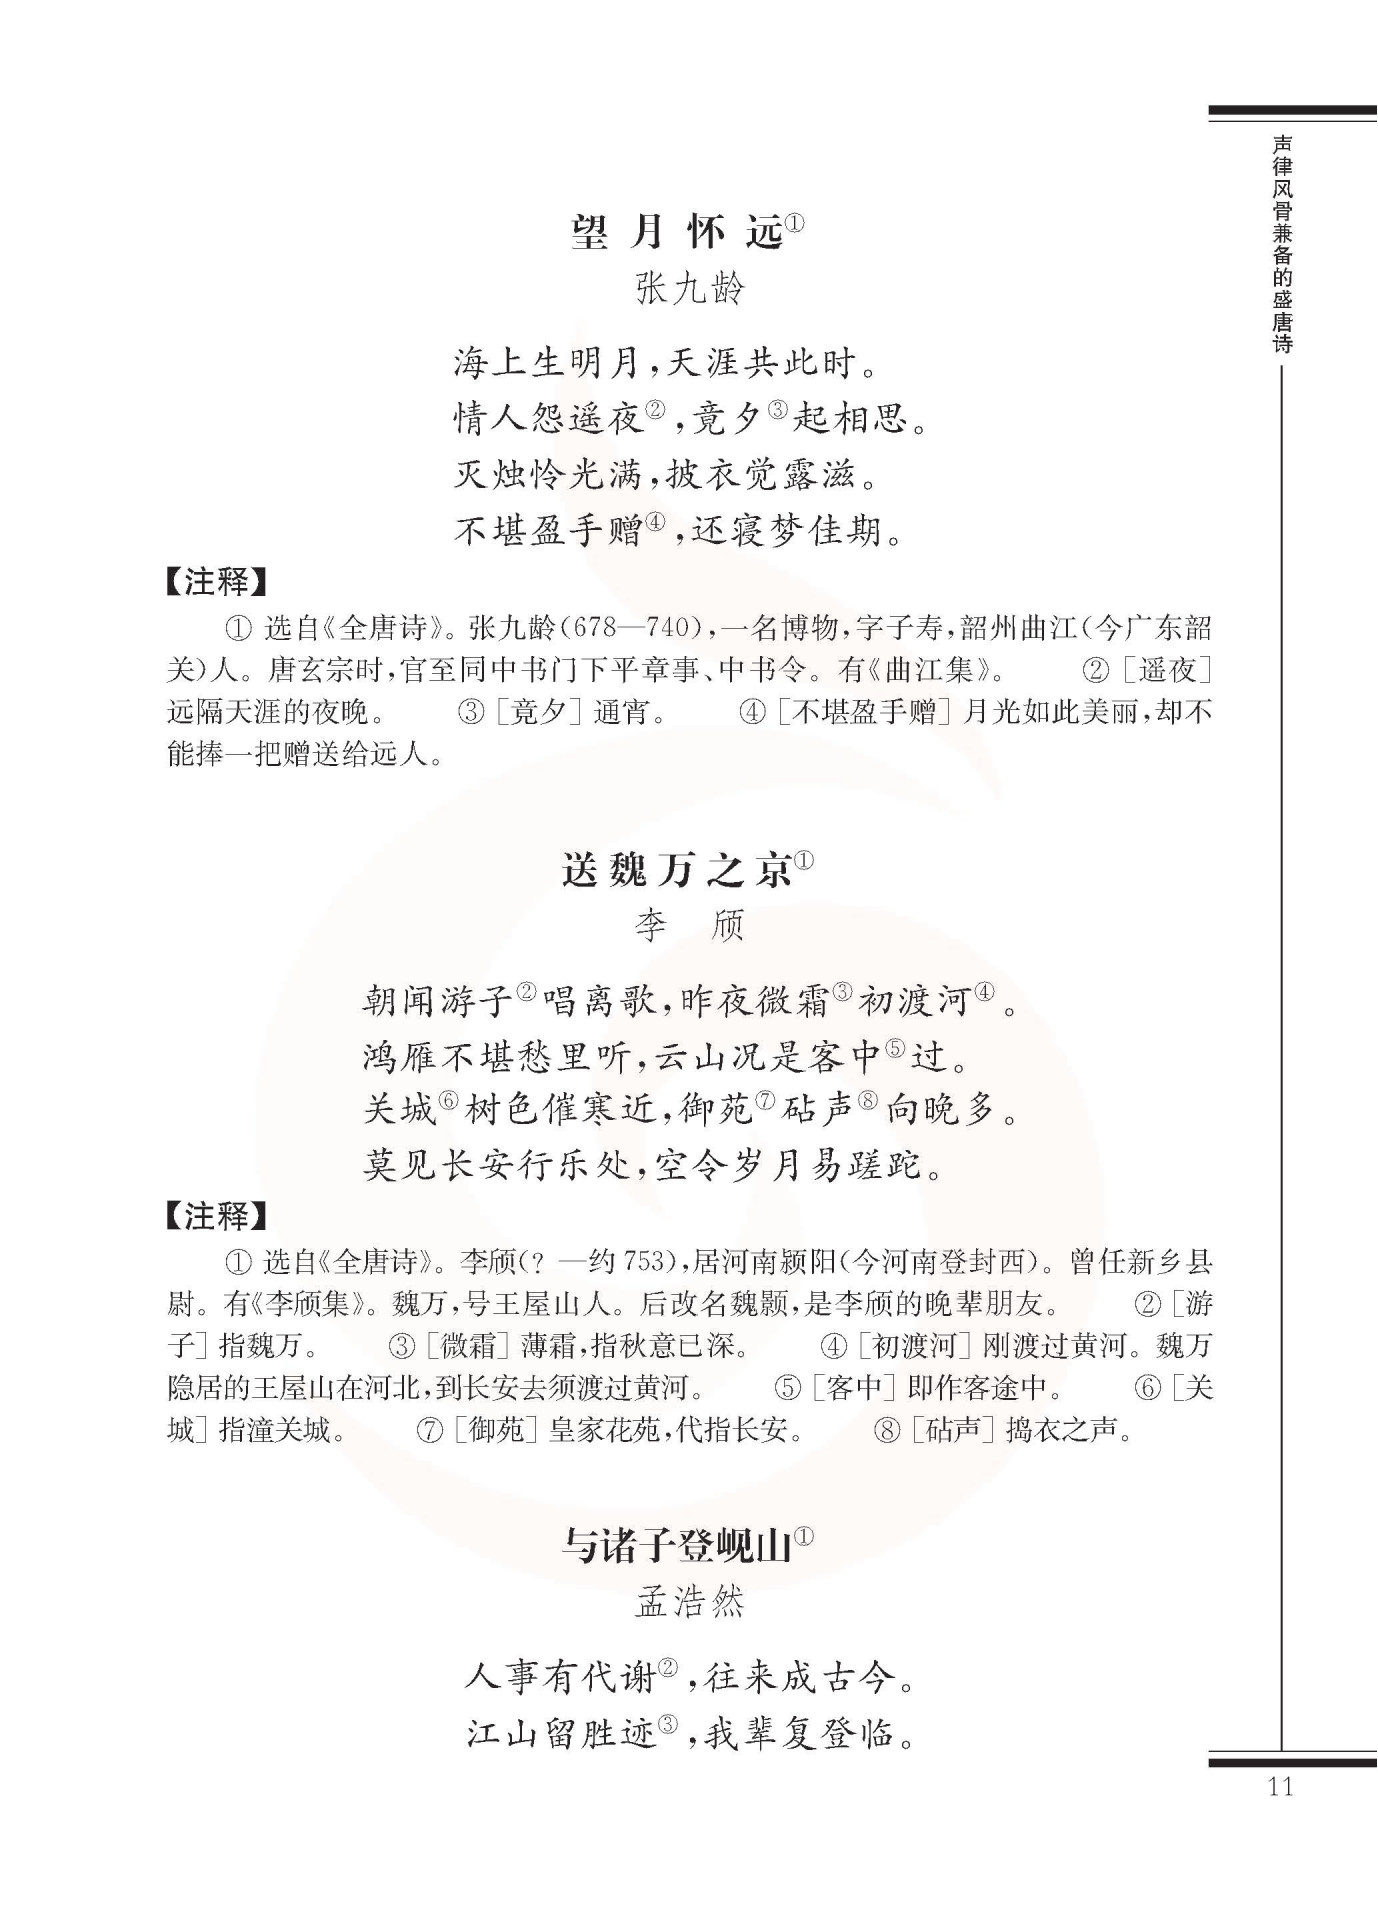 声律风骨兼备的盛唐诗
望月怀远①
张九龄
海上生明月，天涯共此时。
情人怨遥夜②，竟夕③起相思。
灭烛怜光满，披衣觉露滋。
不堪盈手赠④，还寝梦佳期。
【注释】
① 选自《全唐诗》。张九龄（678—740），一名博物，字子寿，韶州曲江（今广东韶
关）人。唐玄宗时，官至同中书门下平章事、中书令。有《曲江集》。 ②［遥夜］
远隔天涯的夜晚。 ③［竟夕］通宵。 ④［不堪盈手赠］月光如此美丽，却不
能捧一把赠送给远人。
送魏万之京①
李 颀
朝闻游子②唱离歌，昨夜微霜③初渡河④。
鸿雁不堪愁里听，云山况是客中⑤过。
关城⑥树色催寒近，御苑⑦砧声⑧向晚多。
莫见长安行乐处，空令岁月易蹉跎。
【注释】
① 选自《全唐诗》。李颀（? —约 753），居河南颍阳（今河南登封西）。曾任新乡县
尉。有《李颀集》。魏万，号王屋山人。后改名魏颢，是李颀的晚辈朋友。 ②［游
子］指魏万。 ③［微霜］薄霜，指秋意已深。 ④［初渡河］刚渡过黄河。魏万
隐居的王屋山在河北，到长安去须渡过黄河。 ⑤［客中］即作客途中。 ⑥［关
城］指潼关城。 ⑦［御苑］皇家花苑，代指长安。 ⑧［砧声］捣衣之声。
与诸子登岘山①
孟浩然
人事有代谢②，往来成古今。
江山留胜迹③，我辈复登临。
11